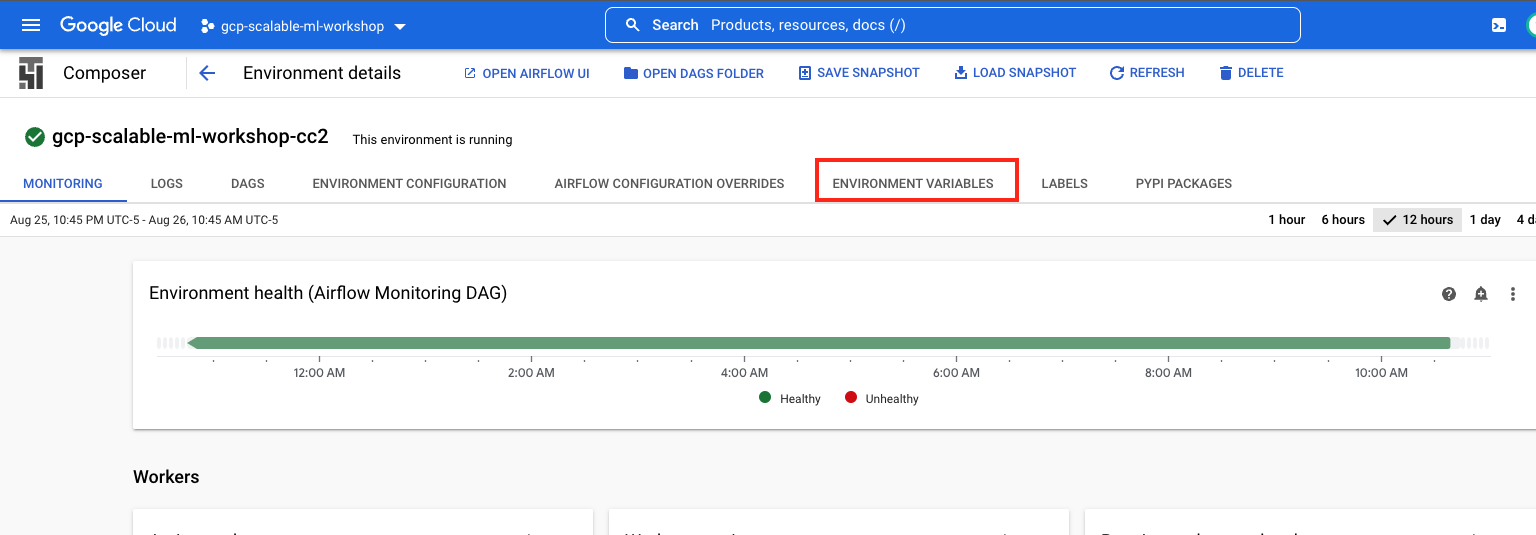 Google Cloud gcp-scalable-ml-workshop Search Products, resources, docs (/)
Composer Environment details OPEN AIRFLOW UI OPEN DAGS FOLDER SAVE SNAPSHOT LOAD SNAPSHOT REFRESH DELETE
gcp-scalable-ml-workshop-cc2 This environment is running
MONITORING LOGS DAGS ENVIRONMENT CONFIGURATION AIRFLOW CONFIGURATION OVERRIDES ENVIRONMENT VARIABLES LABELS PYPI PACKAGES
Aug 25, 10:45 PM UTC-5 - Aug 26, 10:45 AM UTC-5 1 hour 6 hours 12 hours 1 day 4
Environment health (Airflow Monitoring DAG)
12:00 AM 2:00 AM 4:00 AM 6:00 AM 8:00 AM 10:00 AM
Healthy Unhealthy
Workers